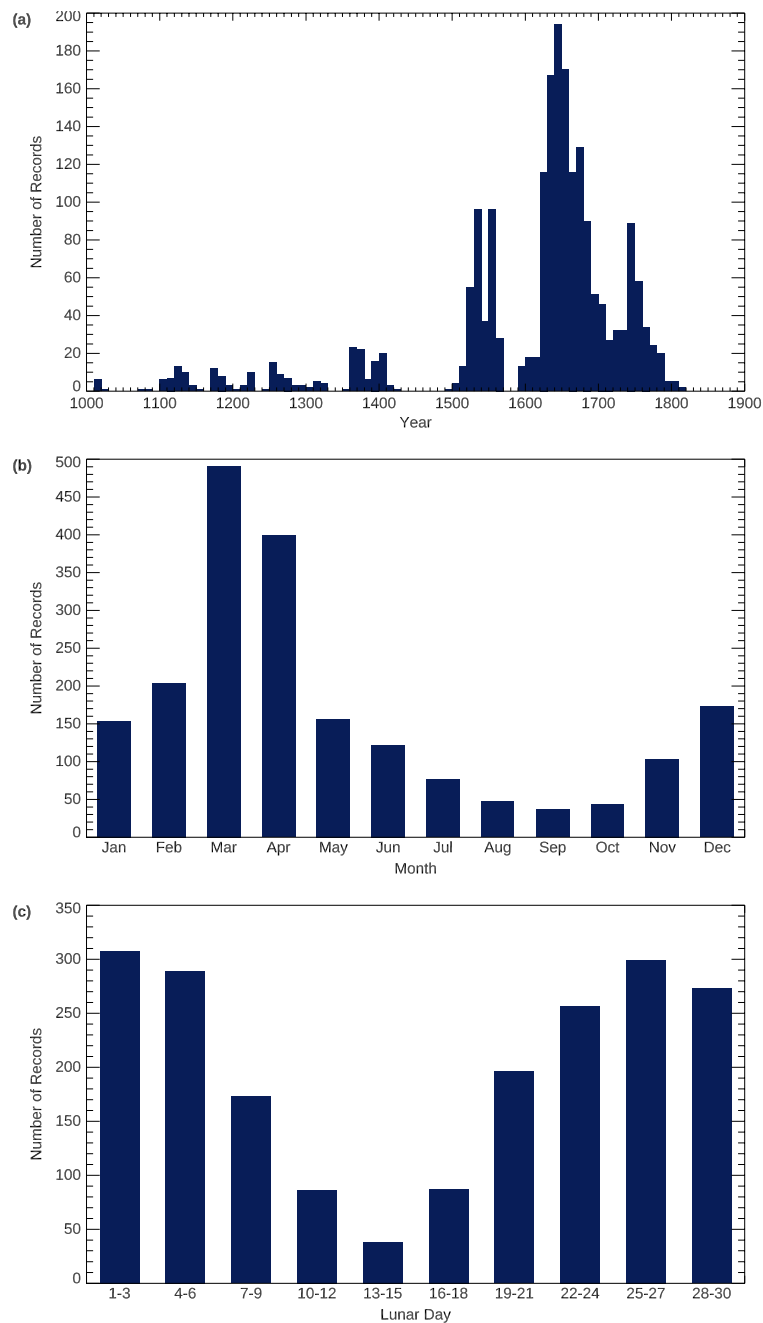 (a)
200
180
160
140
120
100
80
60
40
20
0
Number of Records
1000 1100 1200 1300 1400 1500 1600 1700 1800 1900
Year
(b)
500
450
400
350
300
250
200
150
100
50
0
Number of Records
Jan Feb Mar Apr May Jun Jul Aug Sep Oct Nov Dec
Month
(c)
350
300
250
200
150
100
50
0
Number of Records
1-3 4-6 7-9 10-12 13-15 16-18 19-21 22-24 25-27 28-30
Lunar Day